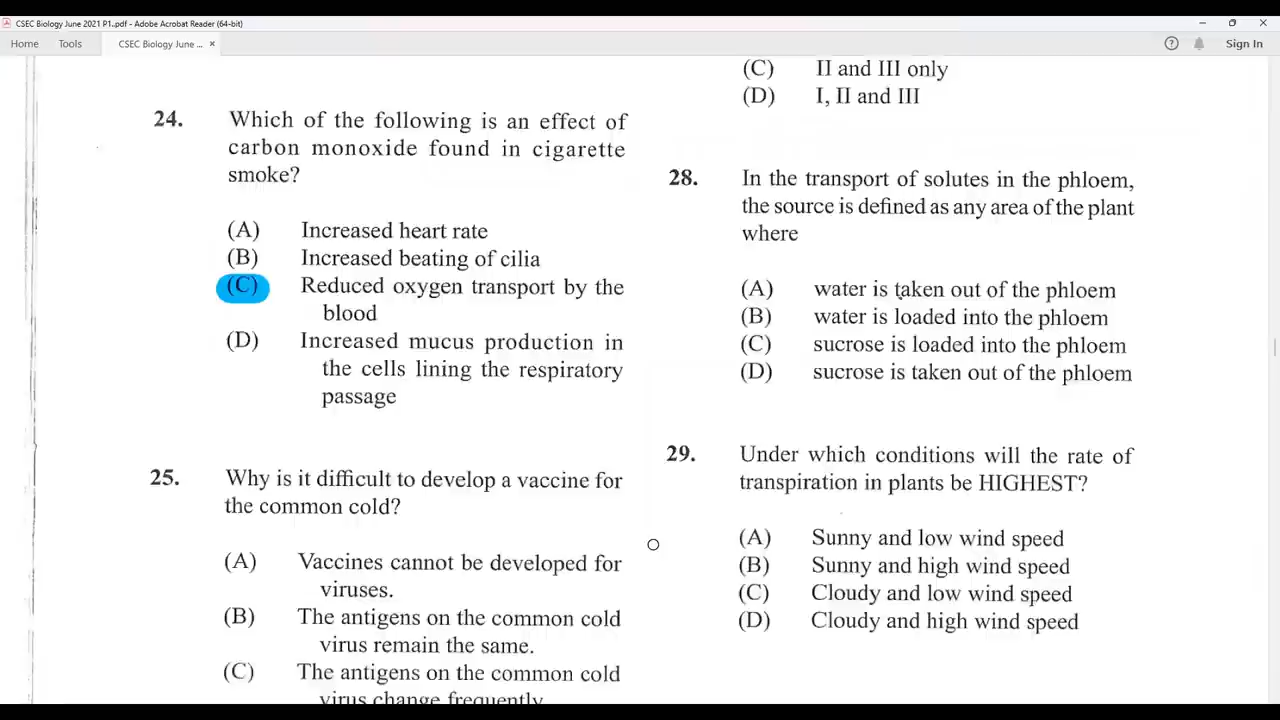 CSEC Biology June 2021 P1..pdf - Adobe Acrobat Reader (64-bit)
Home Tools CSEC Biology June ... × Sign In
24. Which of the following is an effect of
carbon monoxide found in cigarette
smoke?
(A) Increased heart rate
(B) Increased beating of cilia
(C) Reduced oxygen transport by the
blood
(D) Increased mucus production in
the cells lining the respiratory
passage
25. Why is it difficult to develop a vaccine for
the common cold?
(A) Vaccines cannot be developed for
viruses.
(B) The antigens on the common cold
virus remain the same.
(C) The antigens on the common cold
virus change frequently
(C) II and III only
(D) I, II and III
28. In the transport of solutes in the phloem,
the source is defined as any area of the plant
where
(A) water is taken out of the phloem
(B) water is loaded into the phloem
(C) sucrose is loaded into the phloem
(D) sucrose is taken out of the phloem
29. Under which conditions will the rate of
transpiration in plants be HIGHEST?
(A) Sunny and low wind speed
(B) Sunny and high wind speed
(C) Cloudy and low wind speed
(D) Cloudy and high wind speed